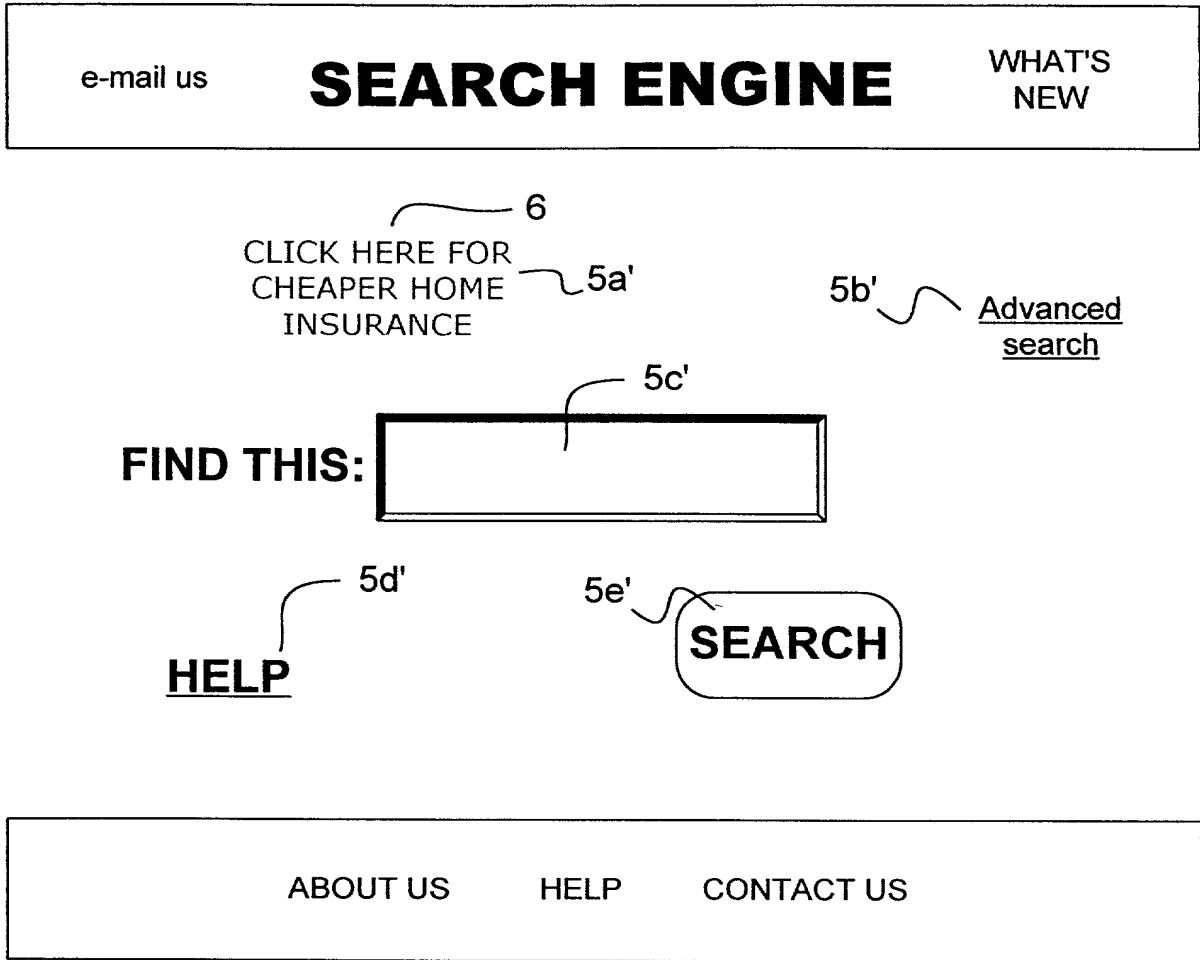 e-mail us SEARCH ENGINE WHAT'S
NEW
6
CLICK HERE FOR
CHEAPER HOME
INSURANCE
5a'
5b'
Advanced
search
5c'
FIND THIS:
5d'
5e'
HELP
SEARCH
ABOUT US HELP CONTACT US